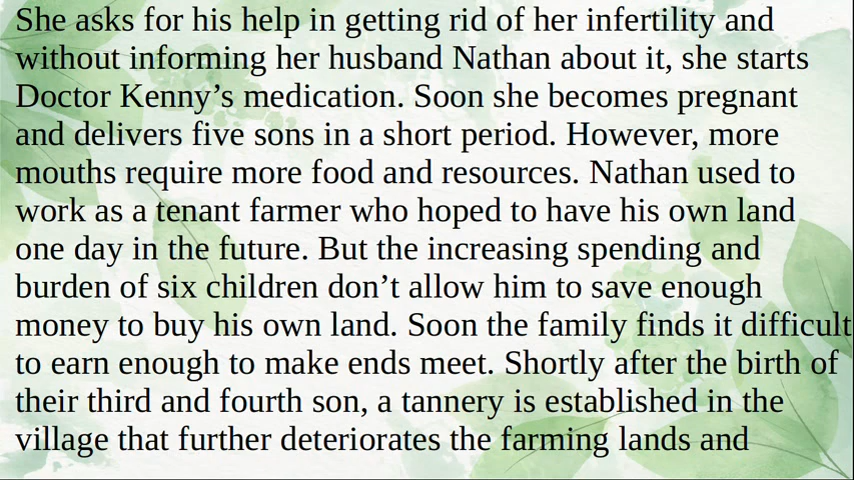 She asks for his help in getting rid of her infertility and
without informing her husband Nathan about it, she starts
Doctor Kenny’s medication. Soon she becomes pregnant
and delivers five sons in a short period. However, more
mouths require more food and resources. Nathan used to
work as a tenant farmer who hoped to have his own land
one day in the future. But the increasing spending and
burden of six children don’t allow him to save enough
money to buy his own land. Soon the family finds it difficult
to earn enough to make ends meet. Shortly after the birth of
their third and fourth son, a tannery is established in the
village that further deteriorates the farming lands and